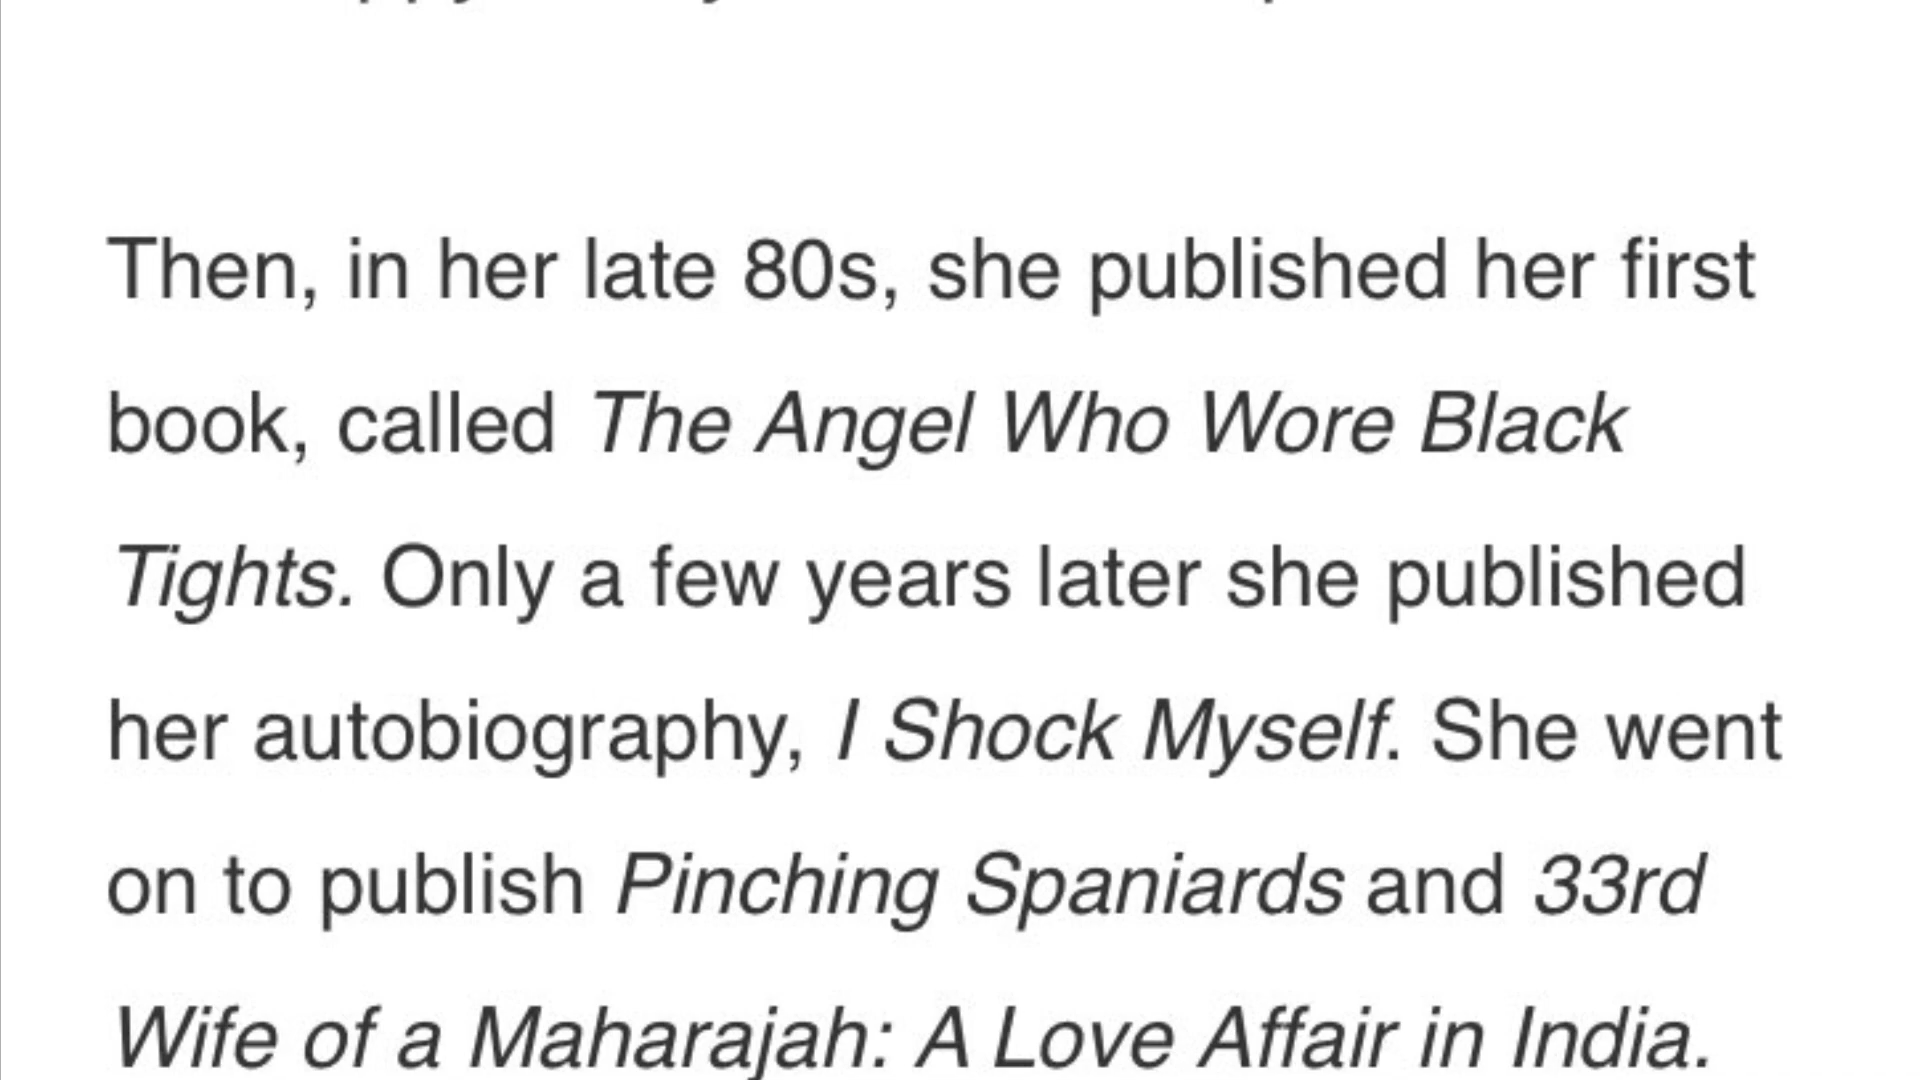 Then, in her late 80s, she published her first
book, called The Angel Who Wore Black
Tights. Only a few years later she published
her autobiography, I Shock Myself. She went
on to publish Pinching Spaniards and 33rd
Wife of a Maharajah: A Love Affair in India.